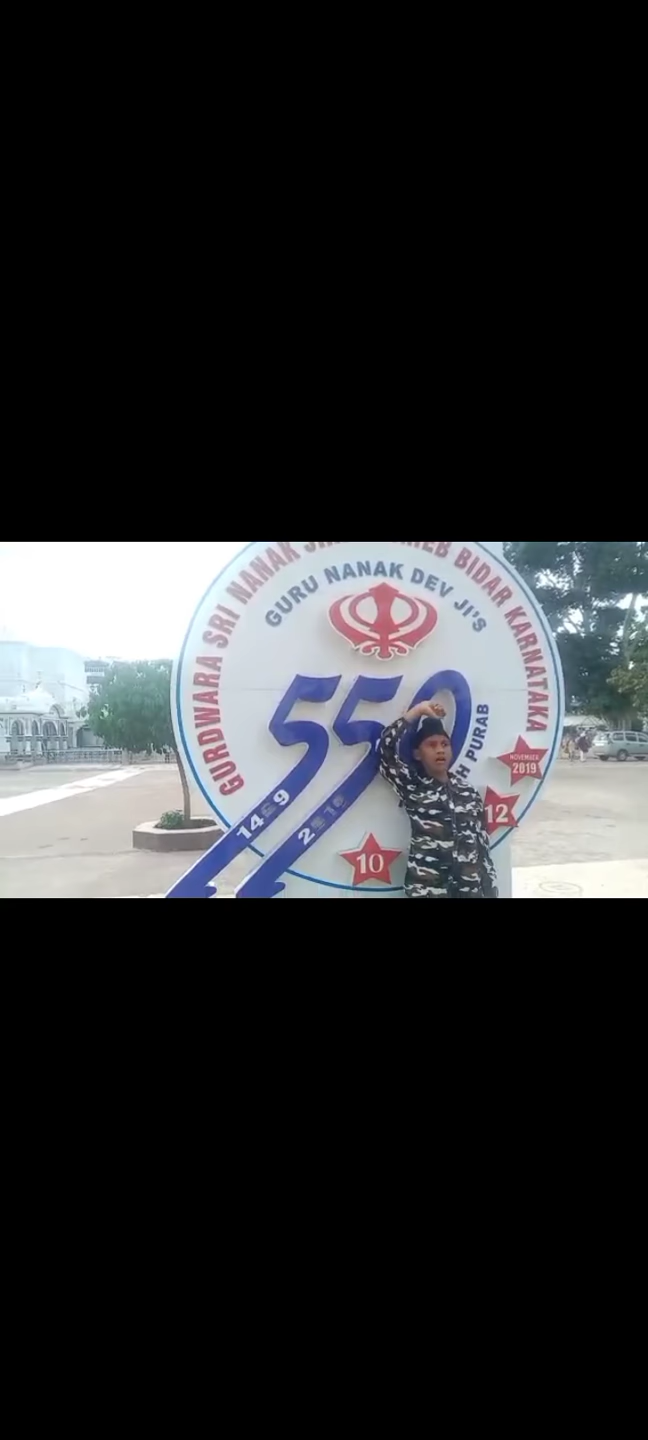 GURDWARA SRI NANAK BIDAR KARNATAKA
GURU NANAK DEV JI'S
550
PURAB
NOVEMBER
2019
12
10